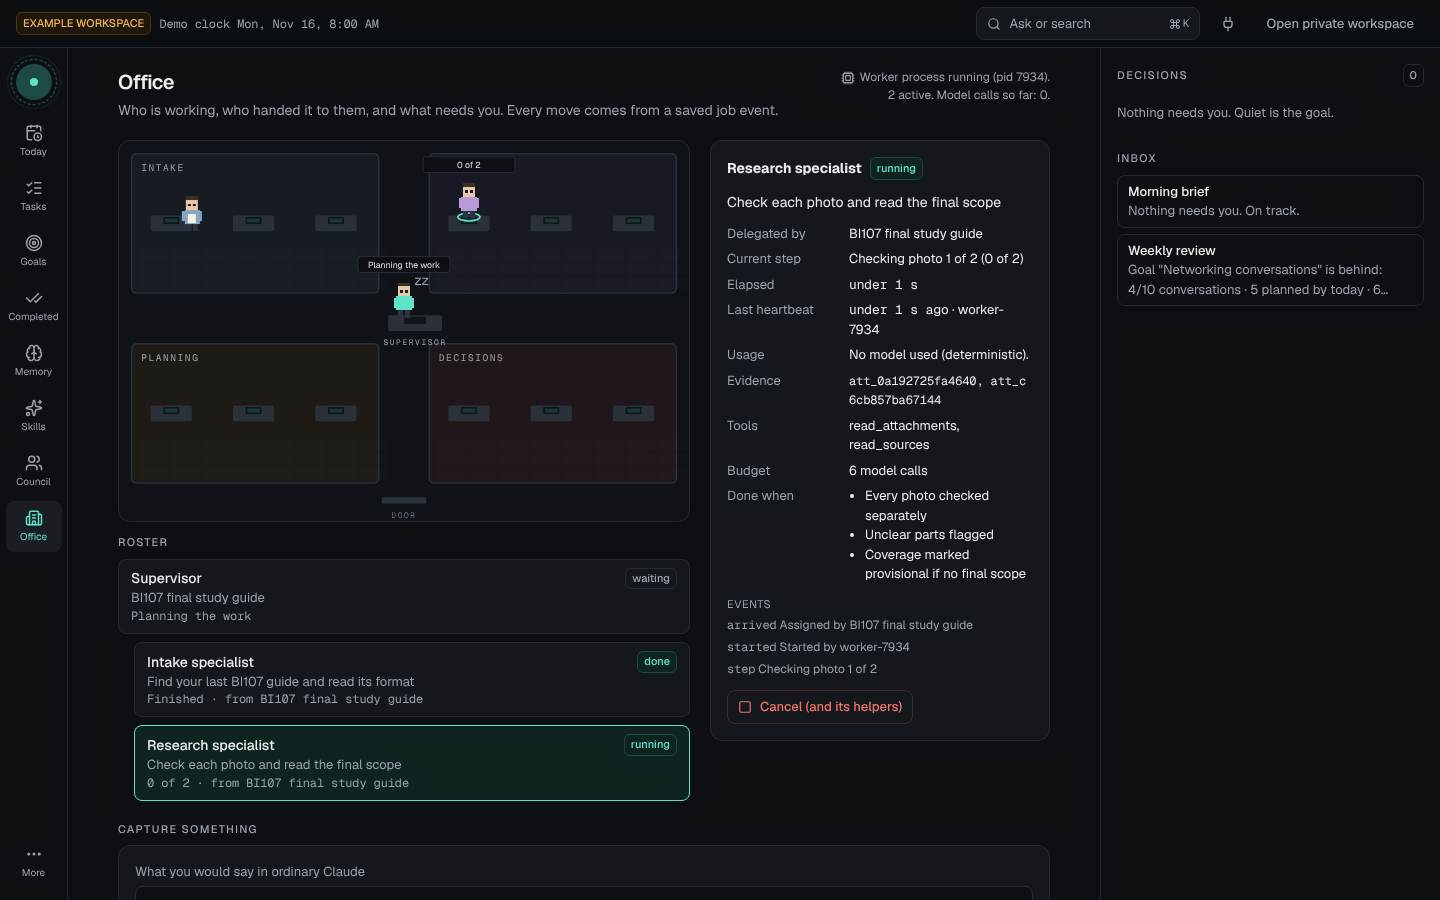 EXAMPLE WORKSPACE
Demo clock Mon, Nov 16, 8:00 AM
Ask or search
⌘K
Open private workspace
Today
Tasks
Goals
Completed
Memory
Skills
Council
Office
More
Office
Who is working, who handed it to them, and what needs you. Every move comes from a saved job event.
Worker process running (pid 7934).
2 active. Model calls so far: 0.
INTAKE
0 of 2
Planning the work
ZZ
SUPERVISOR
PLANNING
DECISIONS
DOOR
ROSTER
Supervisor
waiting
BI107 final study guide
Planning the work
Intake specialist
done
Find your last BI107 guide and read its format
Finished · from BI107 final study guide
Research specialist
running
Check each photo and read the final scope
0 of 2 · from BI107 final study guide
CAPTURE SOMETHING
What you would say in ordinary Claude
Research specialist
running
Check each photo and read the final scope
Delegated by
BI107 final study guide
Current step
Checking photo 1 of 2 (0 of 2)
Elapsed
under 1 s
Last heartbeat
under 1 s ago · worker-
7934
Usage
No model used (deterministic).
Evidence
att_0a192725fa4640, att_c
6cb857ba67144
Tools
read_attachments,
read_sources
Budget
6 model calls
Done when
• Every photo checked
separately
• Unclear parts flagged
• Coverage marked
provisional if no final scope
EVENTS
arrived Assigned by BI107 final study guide
started Started by worker-7934
step Checking photo 1 of 2
Cancel (and its helpers)
DECISIONS
0
Nothing needs you. Quiet is the goal.
INBOX
Morning brief
Nothing needs you. On track.
Weekly review
Goal "Networking conversations" is behind:
4/10 conversations · 5 planned by today · 6…